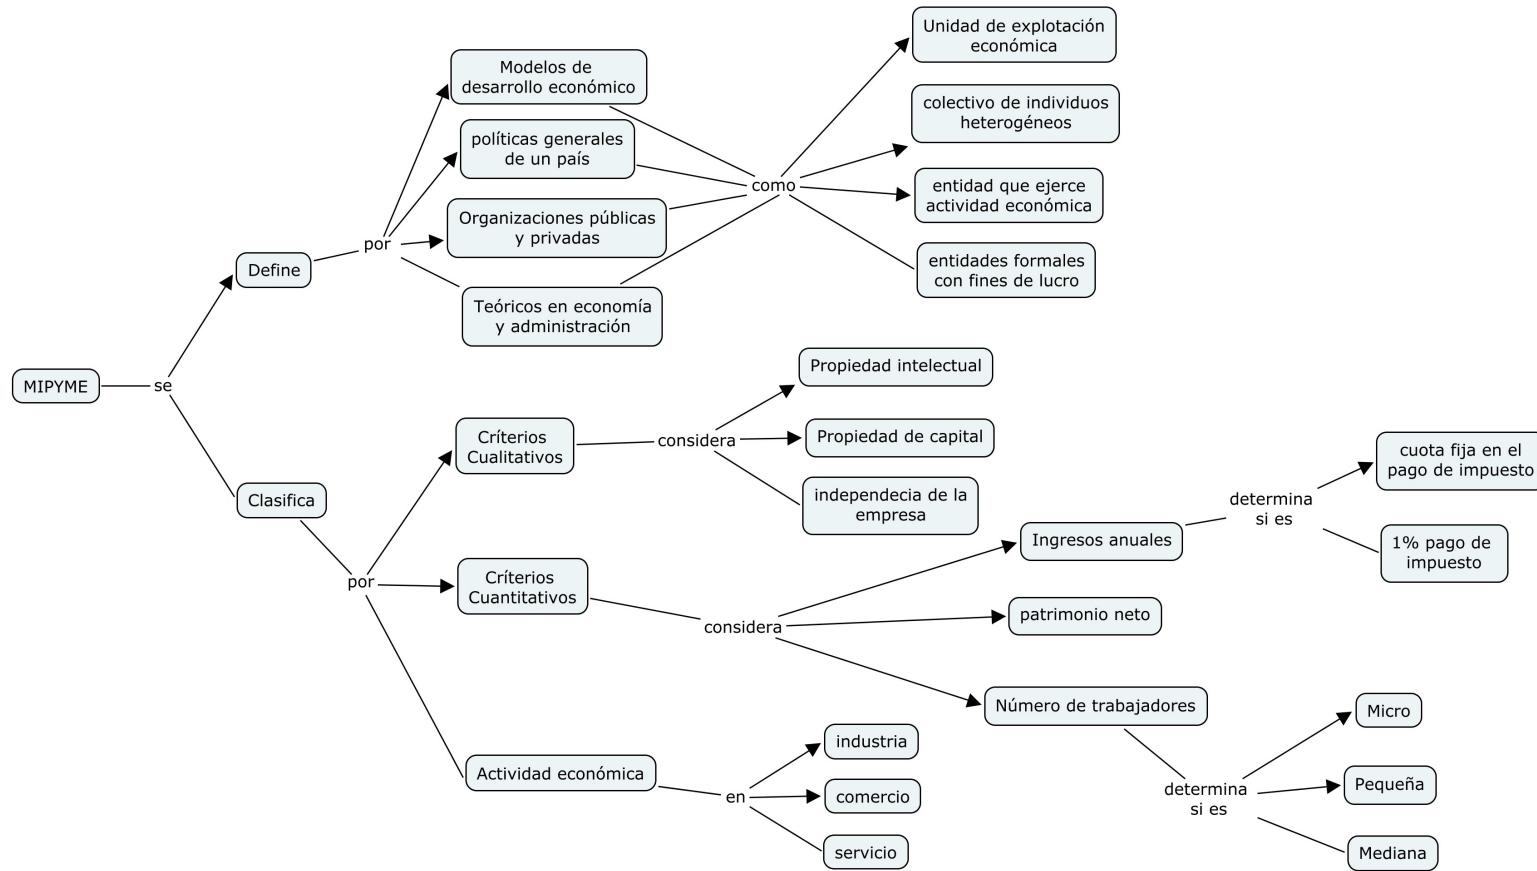 MIPYME
se
Define
por
Modelos de
desarrollo económico
políticas generales
de un país
Organizaciones públicas
y privadas
Teóricos en economía
y administración
como
Unidad de explotación
económica
colectivo de individuos
heterogéneos
entidad que ejerce
actividad económica
entidades formales
con fines de lucro
Clasifica
por
Críterios
Cualitativos
considera
Propiedad intelectual
Propiedad de capital
independecia de la
empresa
Críterios
Cuantitativos
considera
Ingresos anuales
determina
si es
cuota fija en el
pago de impuesto
1% pago de
impuesto
patrimonio neto
Número de trabajadores
determina
si es
Micro
Pequeña
Mediana
Actividad económica
en
industria
comercio
servicio